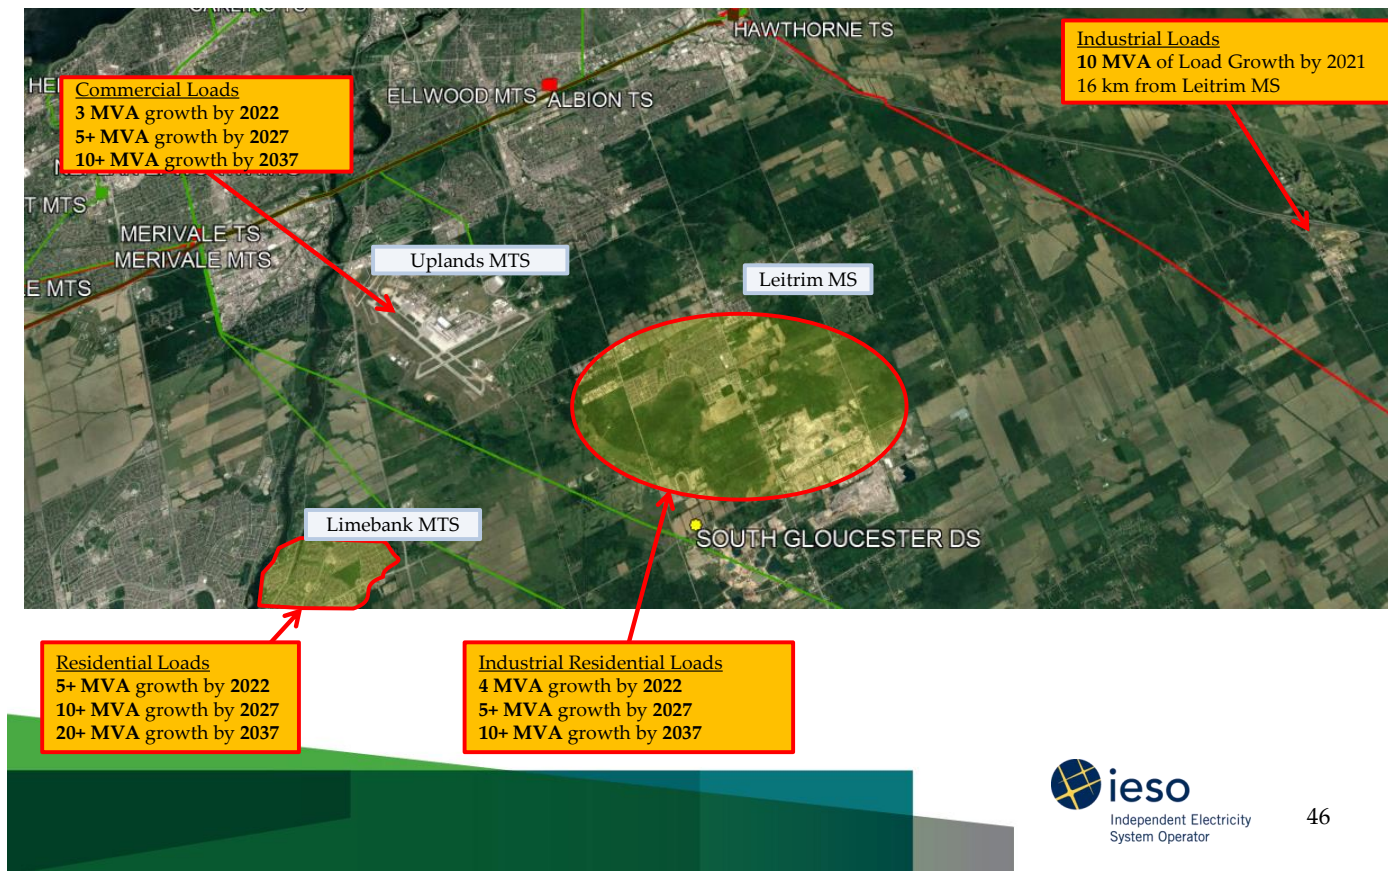 HAWTHORNE TS
Industrial Loads
10 MVA of Load Growth by 2021
16 km from Leitrim MS
Commercial Loads
3 MVA growth by 2022
5+ MVA growth by 2027
10+ MVA growth by 2037
ELLWOOD MTS
ALBION TS
MTS
MERIVALE TS
MERIVALE MTS
MTS
Uplands MTS
Leitrim MS
Limebank MTS
SOUTH GLOUCESTER DS
Residential Loads
5+ MVA growth by 2022
10+ MVA growth by 2027
20+ MVA growth by 2037
Industrial Residential Loads
4 MVA growth by 2022
5+ MVA growth by 2027
10+ MVA growth by 2037
ieso
Independent Electricity
System Operator
46